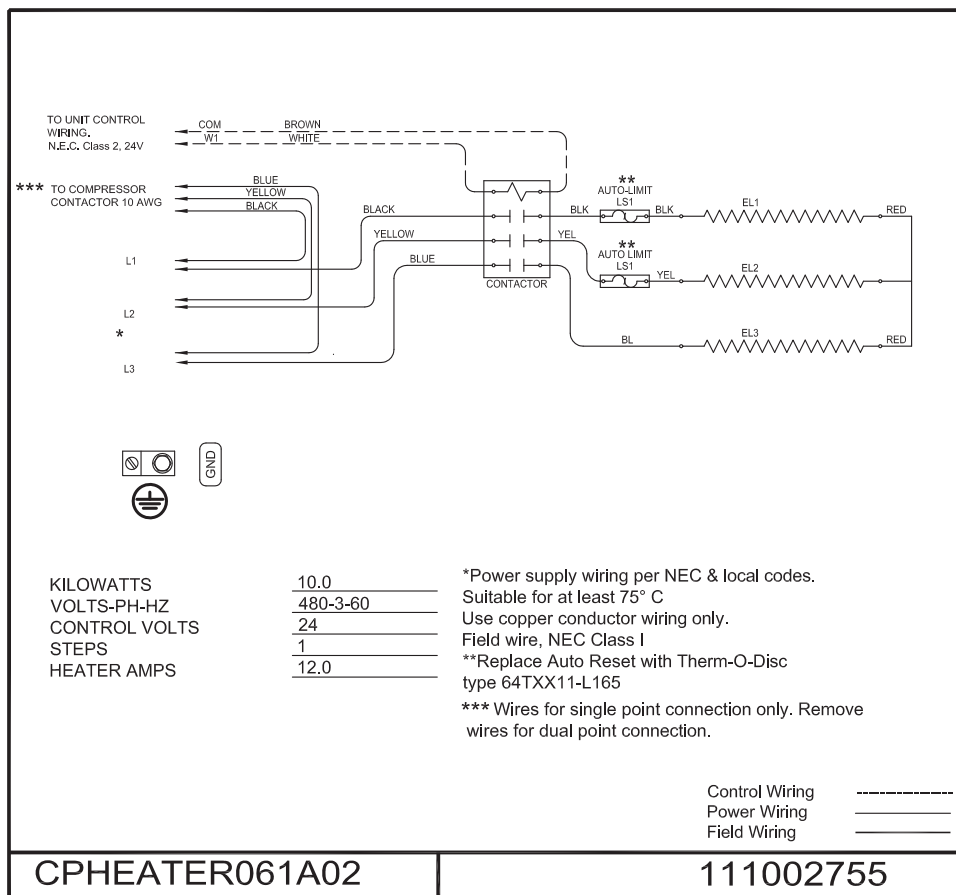 TO UNIT CONTROL
WIRING.
N.E.C. Class 2, 24V
COM
BROWN
W1
WHITE
*** TO COMPRESSOR
CONTACTOR 10 AWG
BLUE
YELLOW
BLACK
BLACK
YELLOW
BLUE
CONTACTOR
L1
L2
*
L3
**
AUTO-LIMIT
LS1
BLK
BLK
EL1
RED
**
AUTO LIMIT
LS1
YEL
YEL
EL2
BL
EL3
RED
GND
KILOWATTS 10.0
VOLTS-PH-HZ 480-3-60
CONTROL VOLTS 24
STEPS 1
HEATER AMPS 12.0
*Power supply wiring per NEC & local codes.
Suitable for at least 75° C
Use copper conductor wiring only.
Field wire, NEC Class I
**Replace Auto Reset with Therm-O-Disc
type 64TXX11-L165
*** Wires for single point connection only. Remove
wires for dual point connection.
Control Wiring
Power Wiring
Field Wiring
CPHEATER061A02
111002755